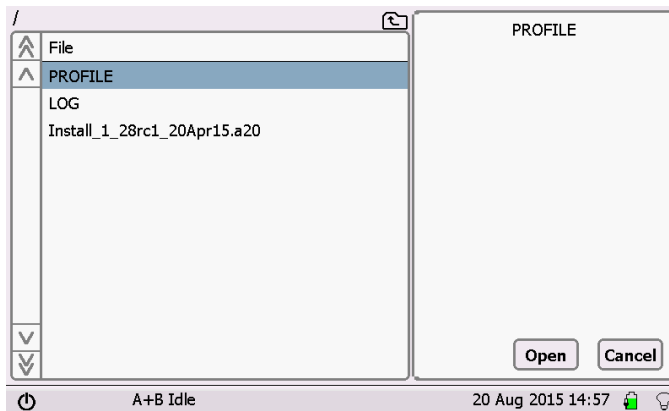 /
File
PROFILE
LOG
Install_1_28rc1_20Apr15.a20
PROFILE
Open Cancel
A+B Idle 20 Aug 2015 14:57